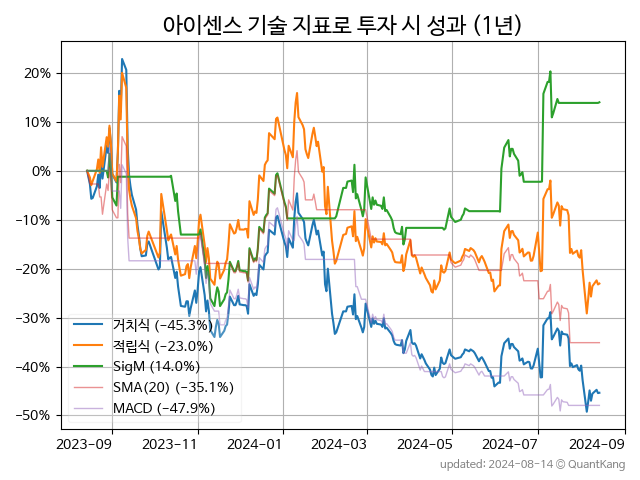 아이센스 기술 지표로 투자 시 성과 (1년)
20%
10%
0%
−10%
−20%
−30%
−40%
−50%
거치식 (−45.3%)
적립식 (−23.0%)
SigM (14.0%)
SMA(20) (−35.1%)
MACD (−47.9%)
2023-09 2023-11 2024-01 2024-03 2024-05 2024-07 2024-09
updated: 2024-08-14 © QuantKang